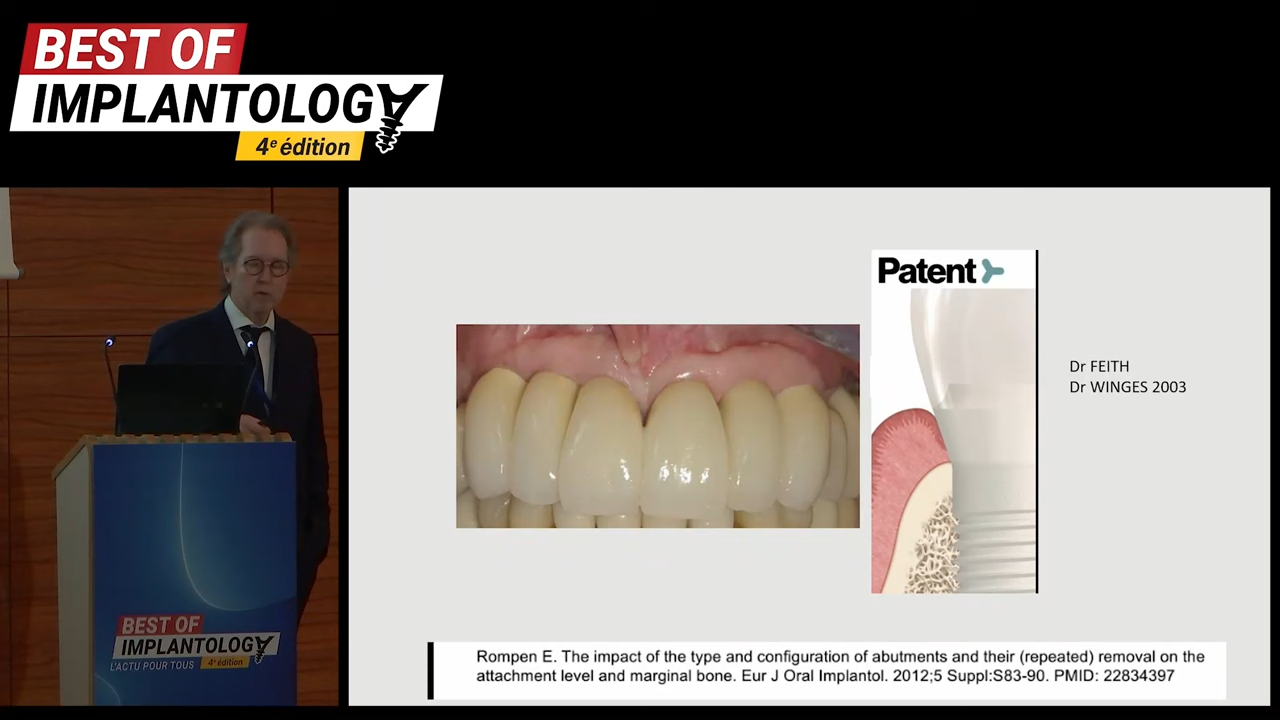 BEST OF
IMPLANTOLOGY
4e édition
Patent
Dr FEITH
Dr WINGES 2003
Rompen E. The impact of the type and configuration of abutments and their (repeated) removal on the
attachment level and marginal bone. Eur J Oral Implantol. 2012;5 Suppl:S83-90. PMID: 22834397
BEST OF
IMPLANTOLOGY
L'ACTU POUR TOUS
4e édition